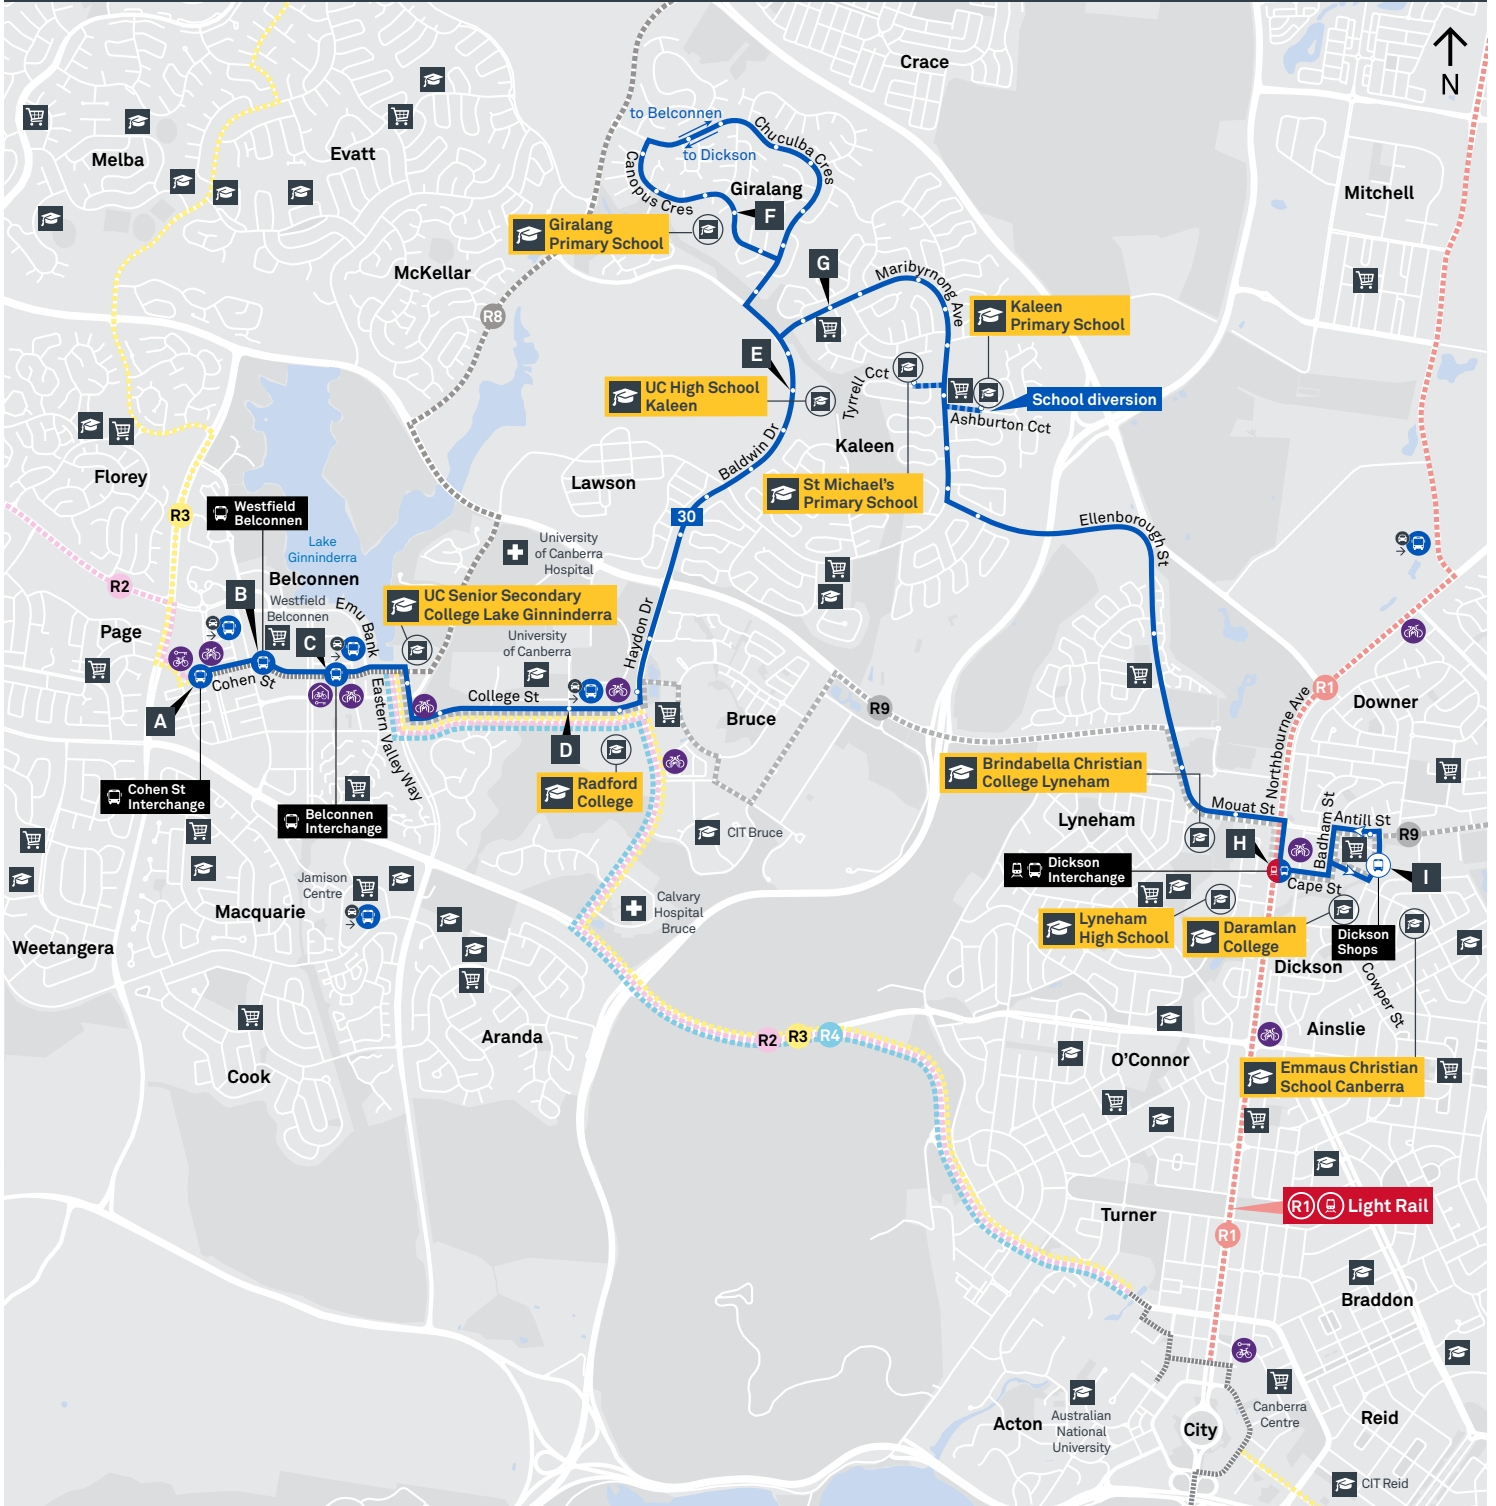 Crace
N
to Belconnen
Chuculba Cres
to Dickson
Canopus Cres
Giralang
F
Melba
Evatt
Mitchell
Giralang
Primary School
McKellar
G
Maribyrnong Ave
R8
Kaleen
Primary School
E
UC High School
Kaleen
Tyrrell Cct
School diversion
Ashburton Cct
Kaleen
Baldwin Dr
Florey
Lawson
St Michael's
Primary School
R3
Westfield
Belconnen
30
Ellenborough St
Lake
Ginninderra
University
of Canberra
Hospital
Belconnen
R2
B
Westfield
Belconnen
Emu Bank
UC Senior Secondary
College Lake Ginninderra
Page
C
University
of Canberra
Haydon Dr
Cohen St
A
Eastern Valley Way
College St
D
Bruce
R9
R1
Downer
Northbourne Ave
Radford
College
Brindabella Christian
College Lyneham
Cohen St
Interchange
Belconnen
Interchange
Mouat St
Lyneham
Badham St
Antill St
R9
CIT Bruce
H
Dickson
Interchange
I
Cape St
Jamison
Centre
Macquarie
Calvary
Hospital
Bruce
Lyneham
High School
Daramlan
College
Dickson
Shops
Weetangera
Dickson
Cowper St
Aranda
R2
R3
R4
Ainslie
O'Connor
Cook
Emmaus Christian
School Canberra
Turner
R1
Light Rail
R1
Braddon
Acton
Australian
National
University
City
Canberra
Centre
Reid
CIT Reid